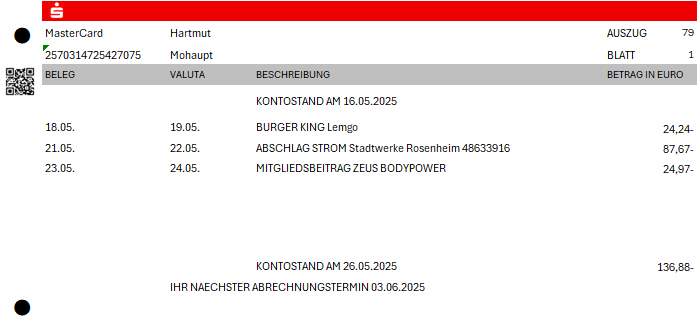 MasterCard Hartmut AUSZUG 79
2570314725427075 Mohaupt BLATT 1
BELEG VALUTA BESCHREIBUNG BETRAG IN EURO
KONTOSTAND AM 16.05.2025
18.05. 19.05. BURGER KING Lemgo 24,24-
21.05. 22.05. ABSCHLAG STROM Stadtwerke Rosenheim 48633916 87,67-
23.05. 24.05. MITGLIEDSBEITRAG ZEUS BODYPOWER 24,97-
KONTOSTAND AM 26.05.2025 136,88-
IHR NAECHSTER ABRECHNUNGSTERMIN 03.06.2025